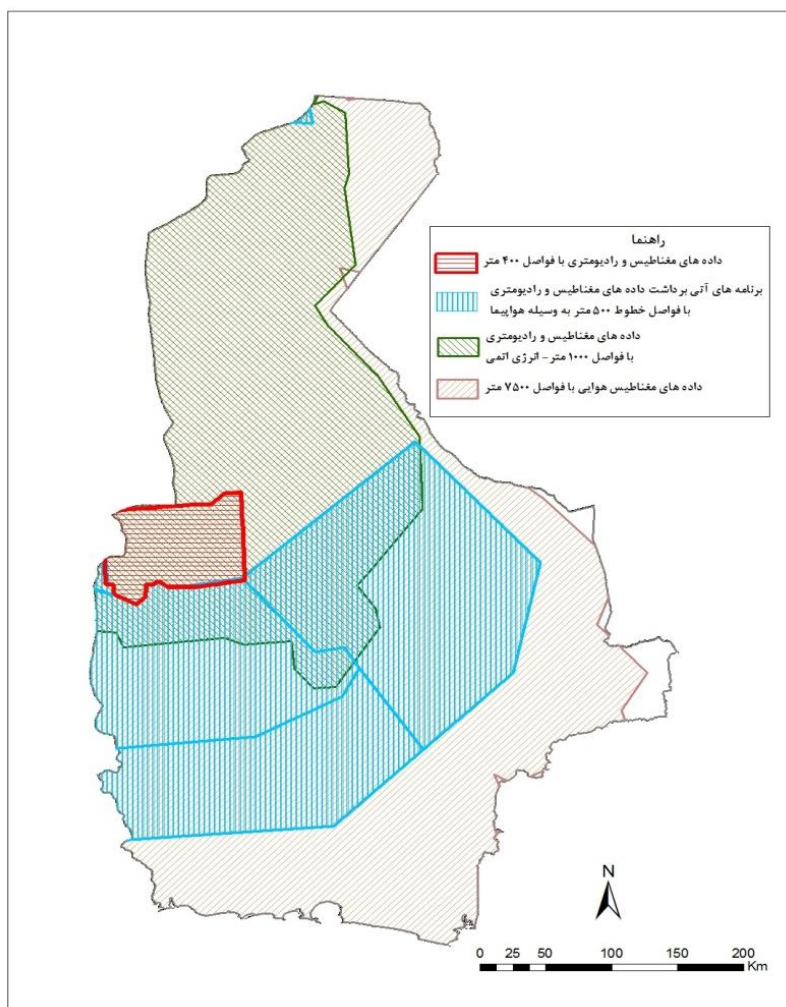 راهنما
داده های مغناطیس و رادیومتری با فواصل ۴۰۰ متر
برنامه های آتی برداشت داده های مغناطیس و رادیومتری
با فواصل خطوط ۵۰۰ متر به وسیله هواپیما
داده های مغناطیس و رادیومتری
با فواصل ۱۰۰۰ متر - انرژی اتمی
داده های مغناطیس هوایی با فواصل ۷۵۰۰ متر
N
0 25 50 100 150 200
Km